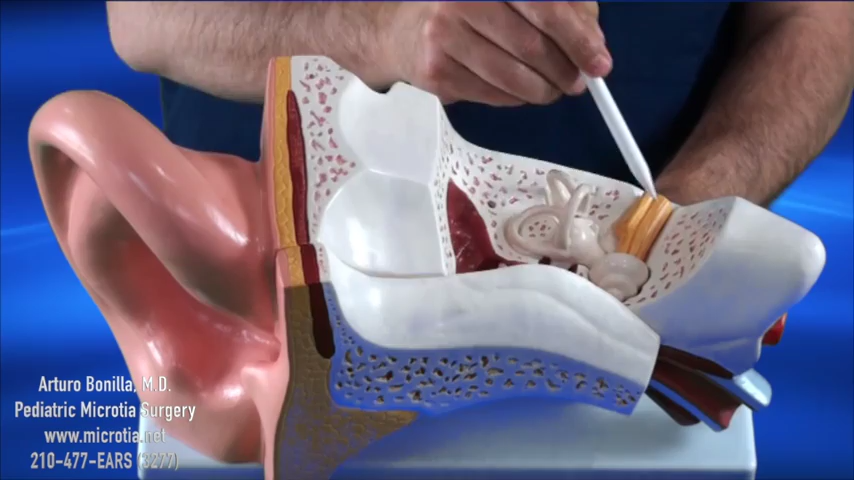 Arturo Bonilla, M.D.
Pediatric Microtia Surgery
www.microtia.net
210-477-EARS (3277)